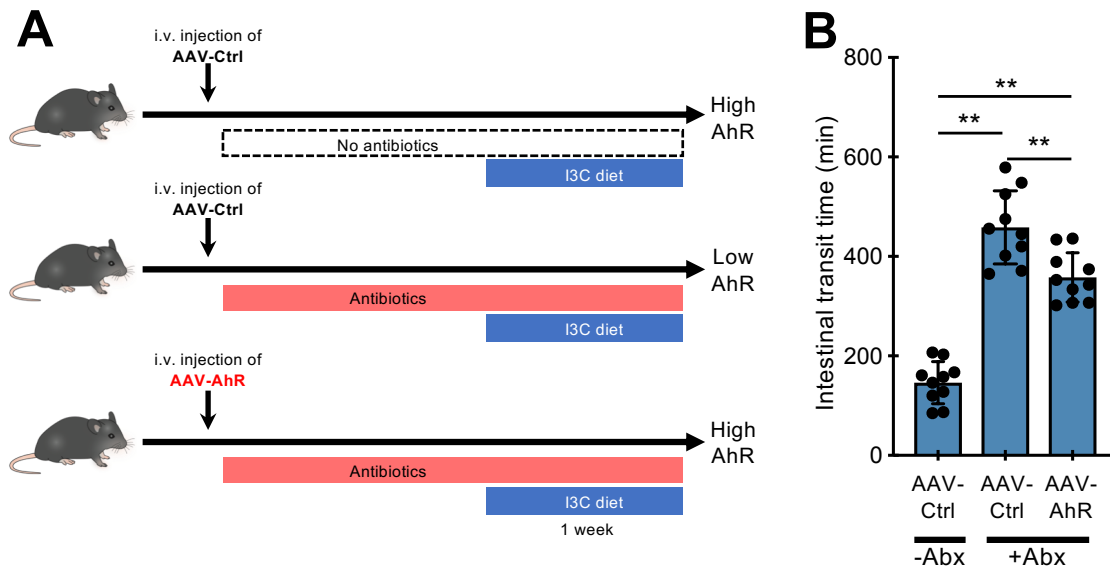 A
i.v. injection of
AAV-Ctrl
High
AhR
No antibiotics
I3C diet
i.v. injection of
AAV-Ctrl
Low
AhR
Antibiotics
I3C diet
i.v. injection of
AAV-AhR
High
AhR
Antibiotics
I3C diet
1 week
B
Intestinal transit time (min)
800
600
400
200
0
**
**
**
AAV-
Ctrl
AAV-
Ctrl
AAV-
AhR
-Abx
+Abx